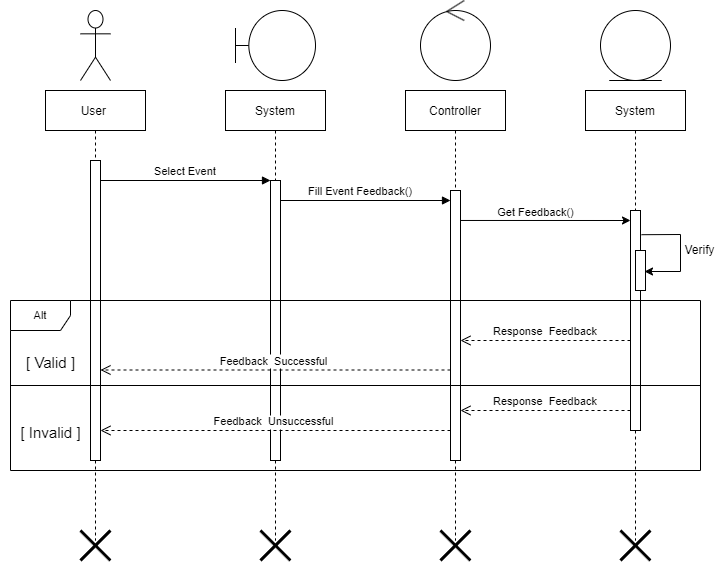 User
System
Controller
System
Select Event
Fill Event Feedback()
Get Feedback()
Verify
Alt
Response Feedback
[ Valid ]
Feedback Successful
Response Feedback
Feedback Unsuccessful
[ Invalid ]